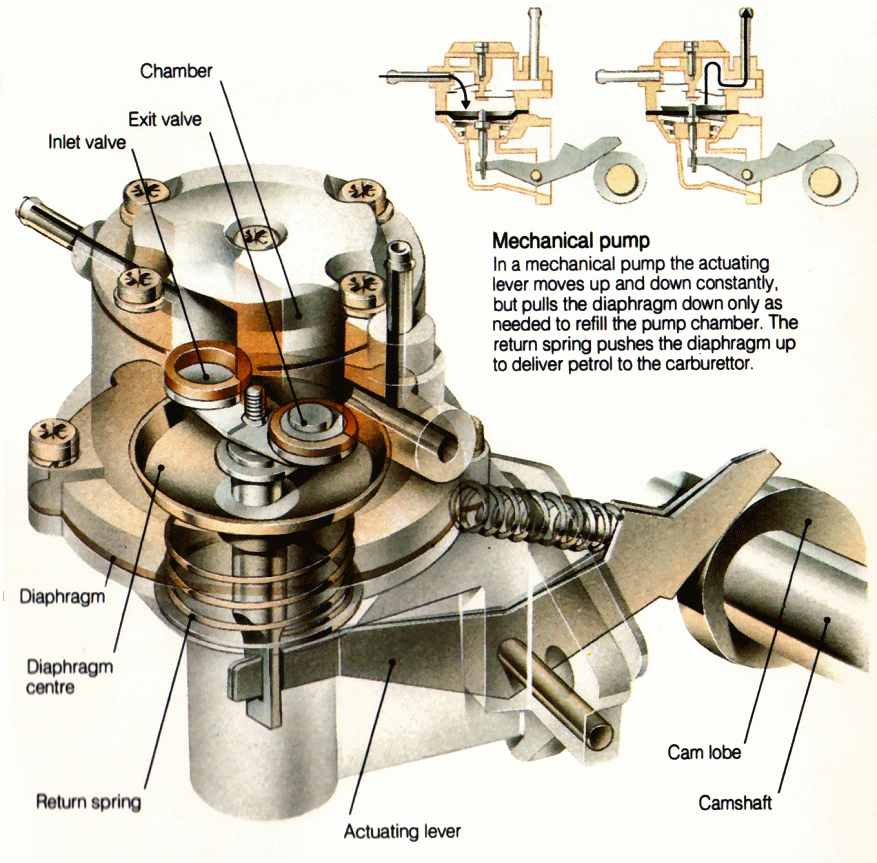 Chamber
Exit valve
Inlet valve
Mechanical pump
In a mechanical pump the actuating
lever moves up and down constantly,
but pulls the diaphragm down only as
needed to refill the pump chamber. The
return spring pushes the diaphragm up
to deliver petrol to the carburettor.
Diaphragm
Diaphragm
centre
Return spring
Actuating lever
Cam lobe
Camshaft